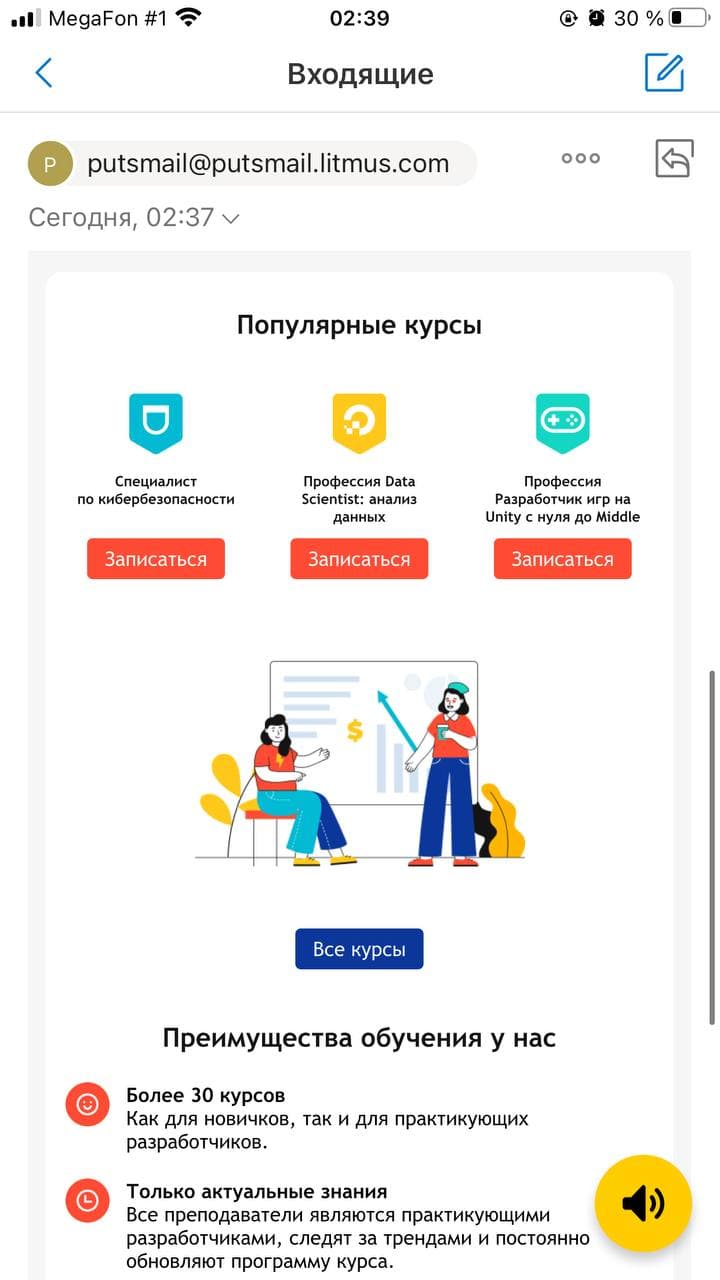 MegaFon #1
02:39
30 %
Входящие
P
putsmail@putsmail.litmus.com
Сегодня, 02:37
Популярные курсы
Специалист
по кибербезопасности
Профессия Data
Scientist: анализ
данных
Профессия
Разработчик игр на
Unity с нуля до Middle
Записаться
Записаться
Записаться
$
Все курсы
Преимущества обучения у нас
Более 30 курсов
Как для новичков, так и для практикующих
разработчиков.
Только актуальные знания
Все преподаватели являются практикующими
разработчиками, следят за трендами и постоянно
обновляют программу курса.